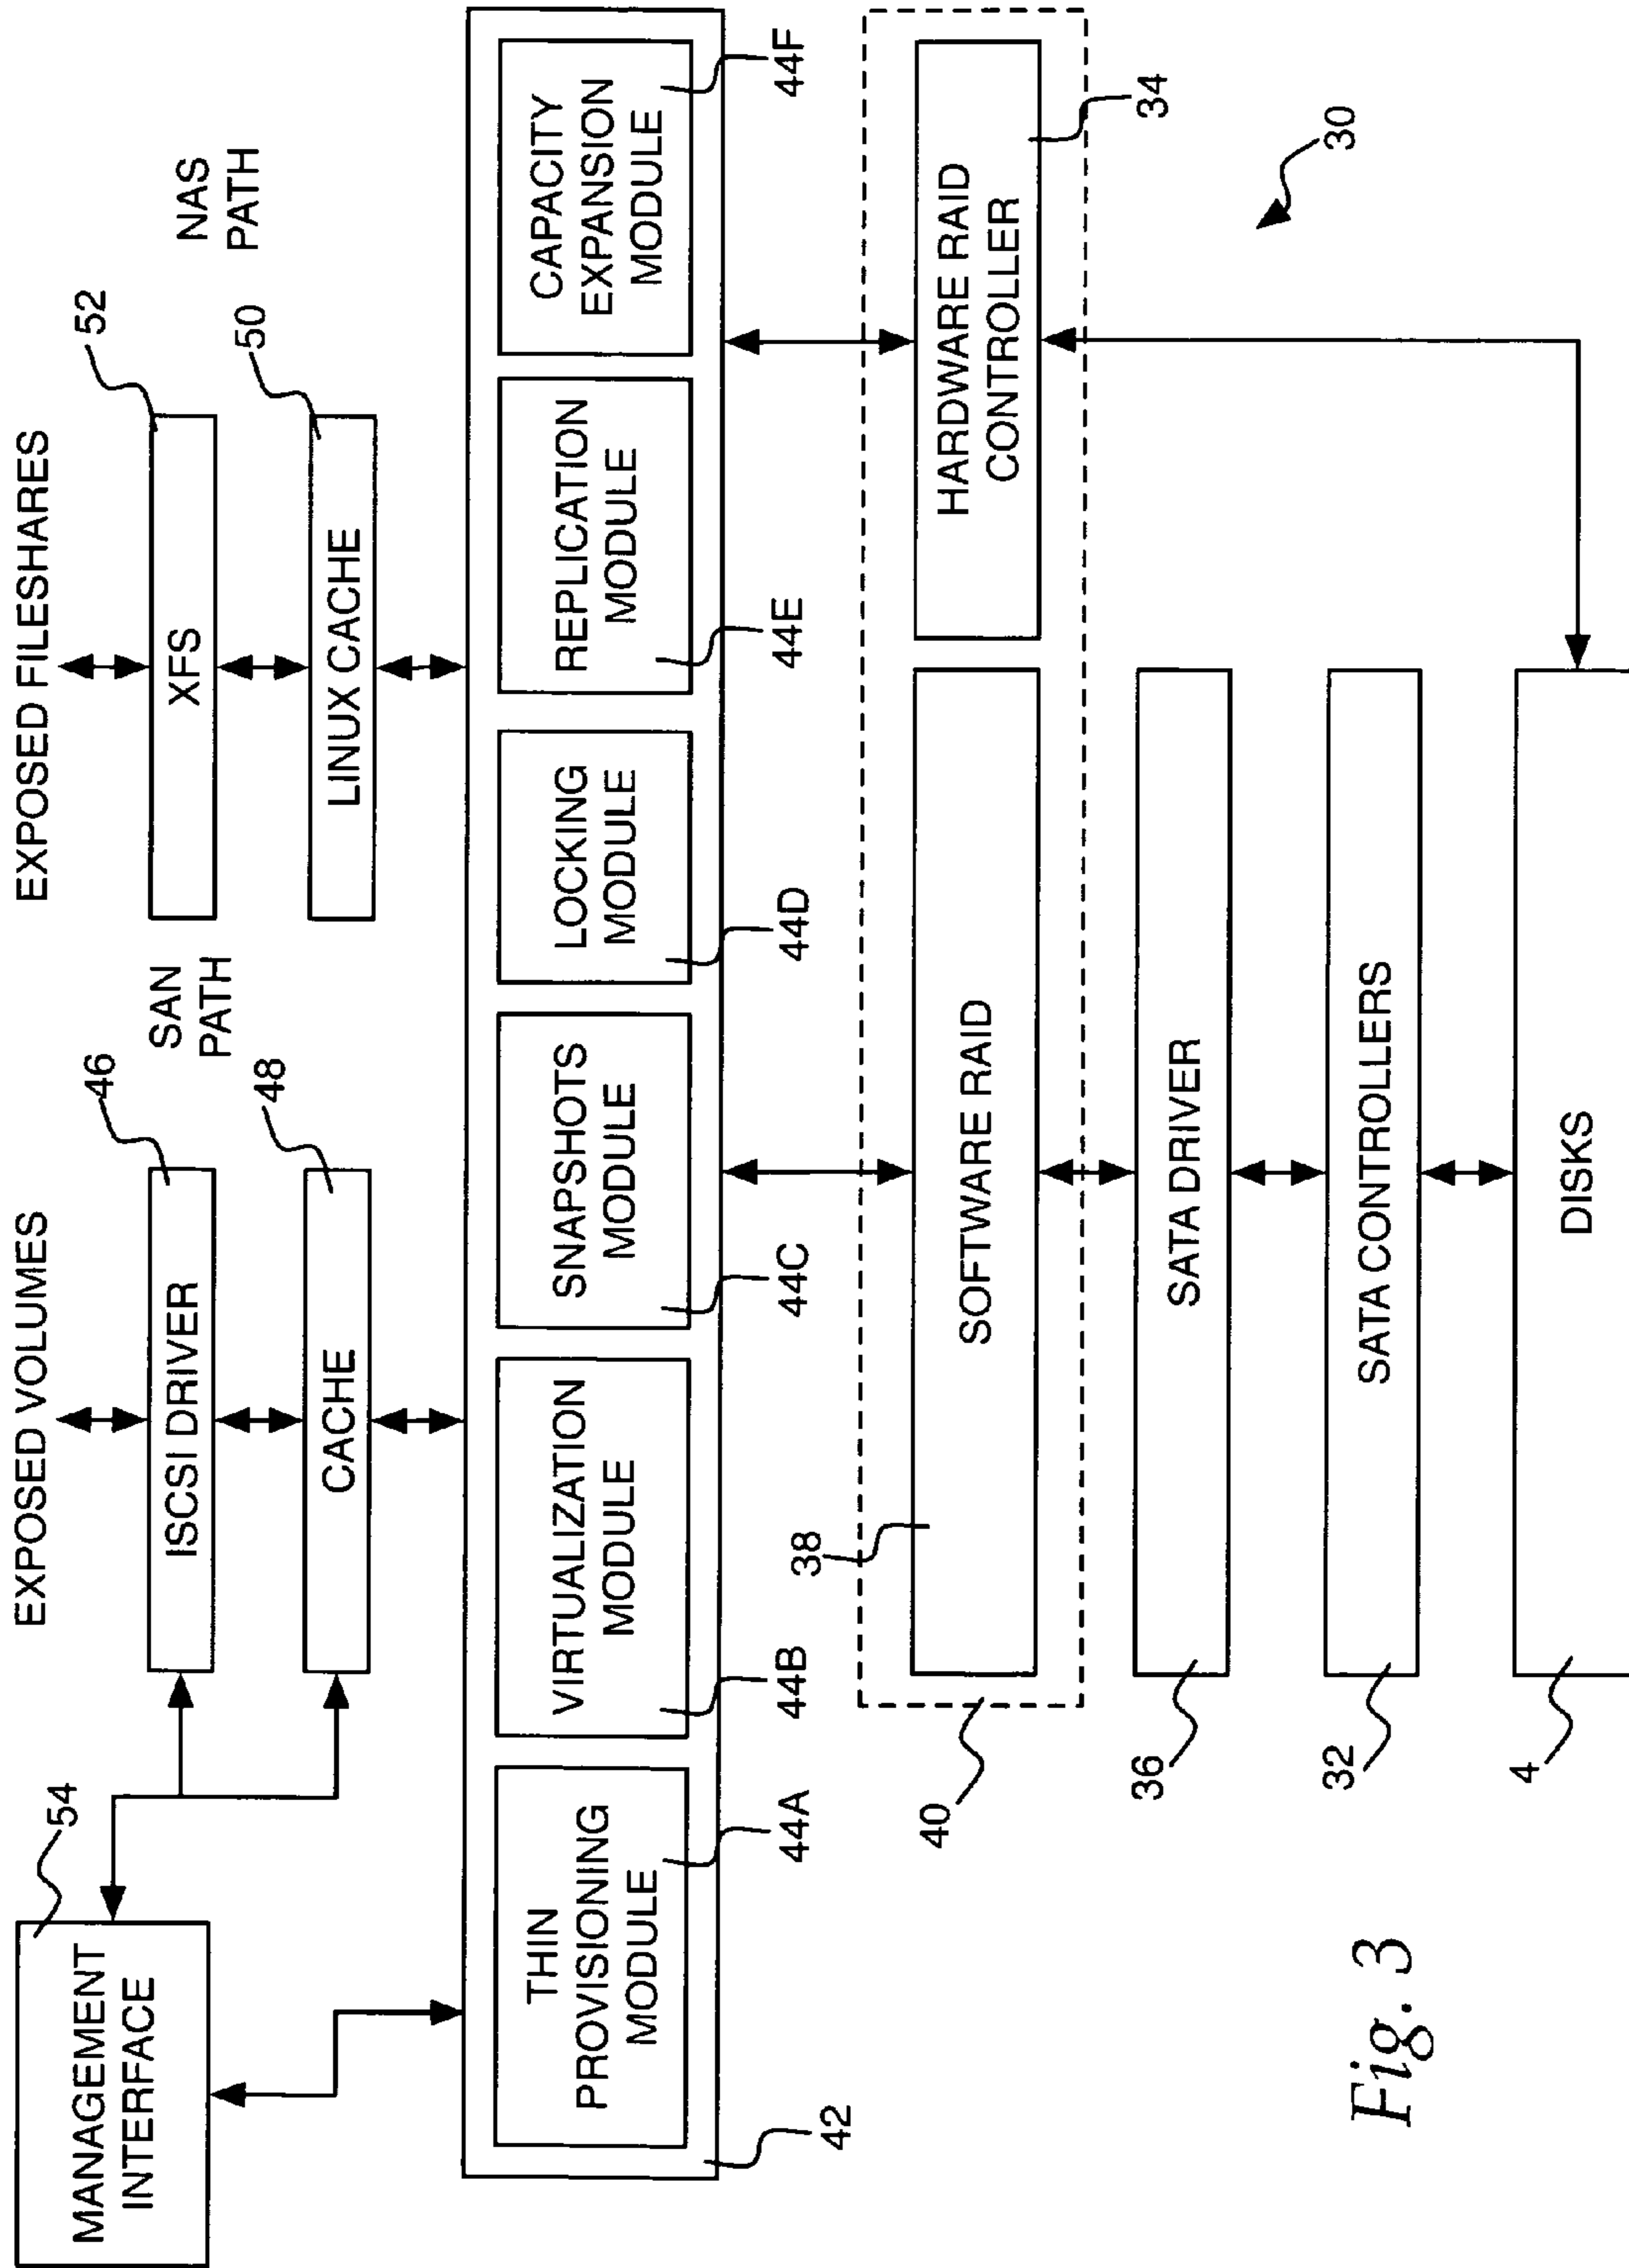 EXPOSED VOLUMES
EXPOSED FILESHARES
54
MANAGEMENT
INTERFACE
46
ISCSI DRIVER
SAN
PATH
52
XFS
NAS
PATH
48
CACHE
50
LINUX CACHE
THIN
PROVISIONING
MODULE
VIRTUALIZATION
MODULE
SNAPSHOTS
MODULE
LOCKING
MODULE
REPLICATION
MODULE
CAPACITY
EXPANSION
MODULE
42
44A
44B
44C
44D
44E
44F
38
SOFTWARE RAID
HARDWARE RAID
CONTROLLER
40
34
36
SATA DRIVER
30
32
SATA CONTROLLERS
4
DISKS
Fig. 3